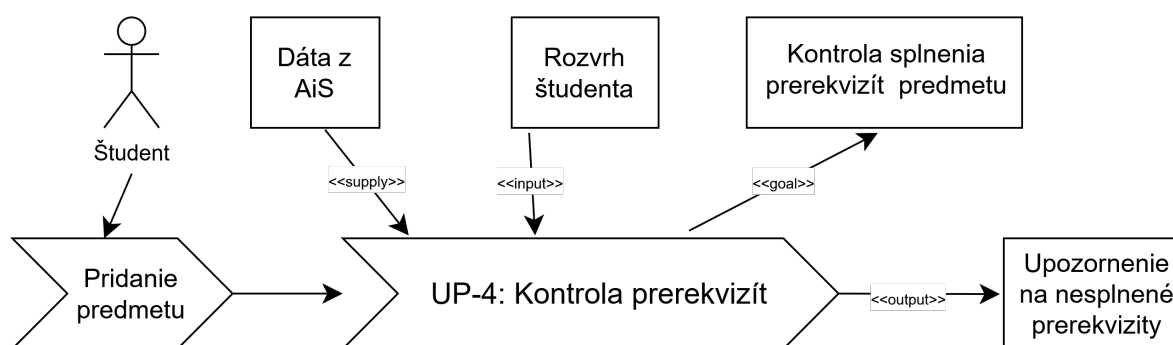 Študent
Dáta z
AiS
Rozvrh
študenta
Kontrola splnenia
prerekvizít predmetu
<<supply>>
<<input>>
<<goal>>
Pridanie
predmetu
UP-4: Kontrola prerekvizít
<<output>>
Upozornenie
na nesplnené
prerekvizity